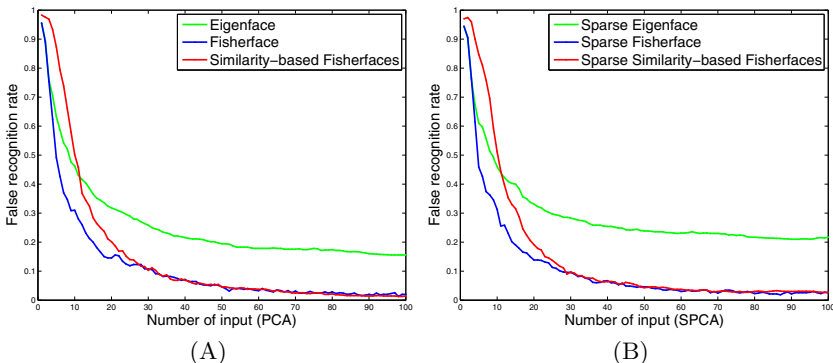 Eigenface
Fisherface
Similarity-based Fisherfaces
False recognition rate
1
0.9
0.8
0.7
0.6
0.5
0.4
0.3
0.2
0.1
0
0 10 20 30 40 50 60 70 80 90 100
Number of input (PCA)
(A)
Sparse Eigenface
Sparse Fisherface
Sparse Similarity-based Fisherfaces
False recognition rate
1
0.9
0.8
0.7
0.6
0.5
0.4
0.3
0.2
0.1
0
0 10 20 30 40 50 60 70 80 90 100
Number of input (SPCA)
(B)